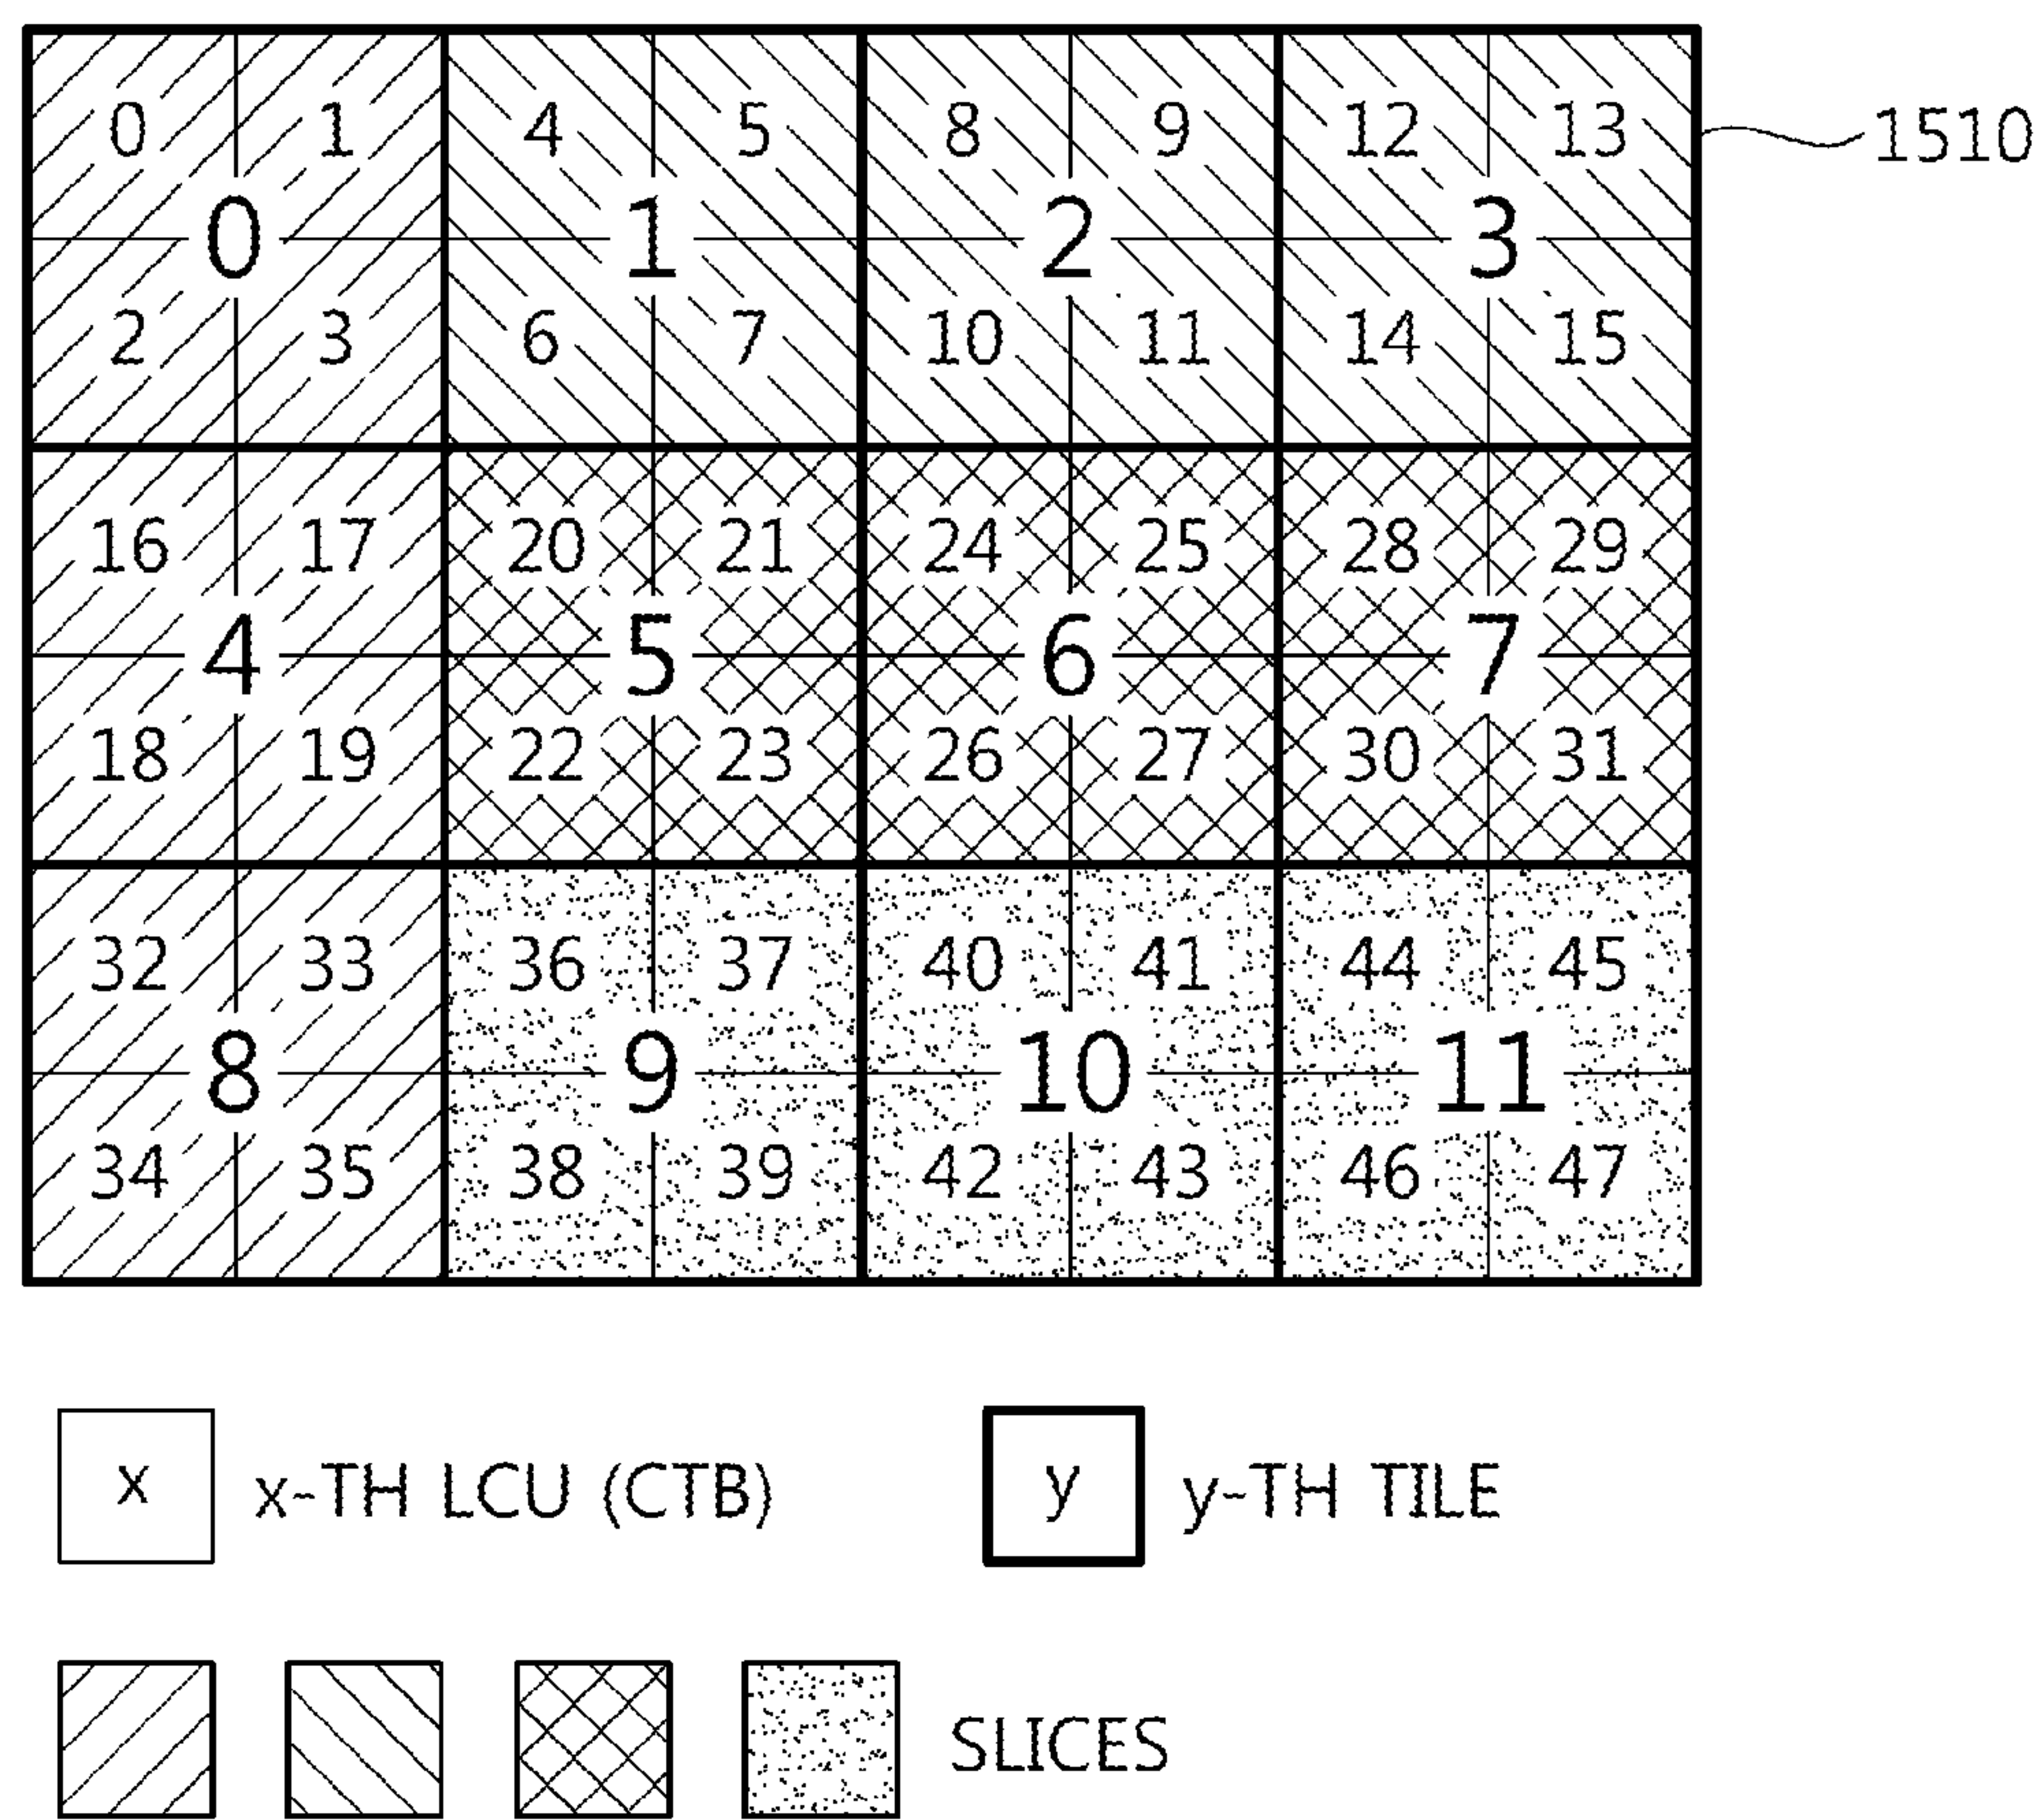 0 1 4 5 8 9 12 13 1510
0 1 2 3
2 3 6 7 10 11 14 15
16 17 20 21 24 25 28 29
4 5 6 7
18 19 22 23 26 27 30 31
32 33 36 37 40 41 44 45
8 9 10 11
34 35 38 39 42 43 46 47
x x-TH LCU (CTB) y y-TH TILE
SLICES